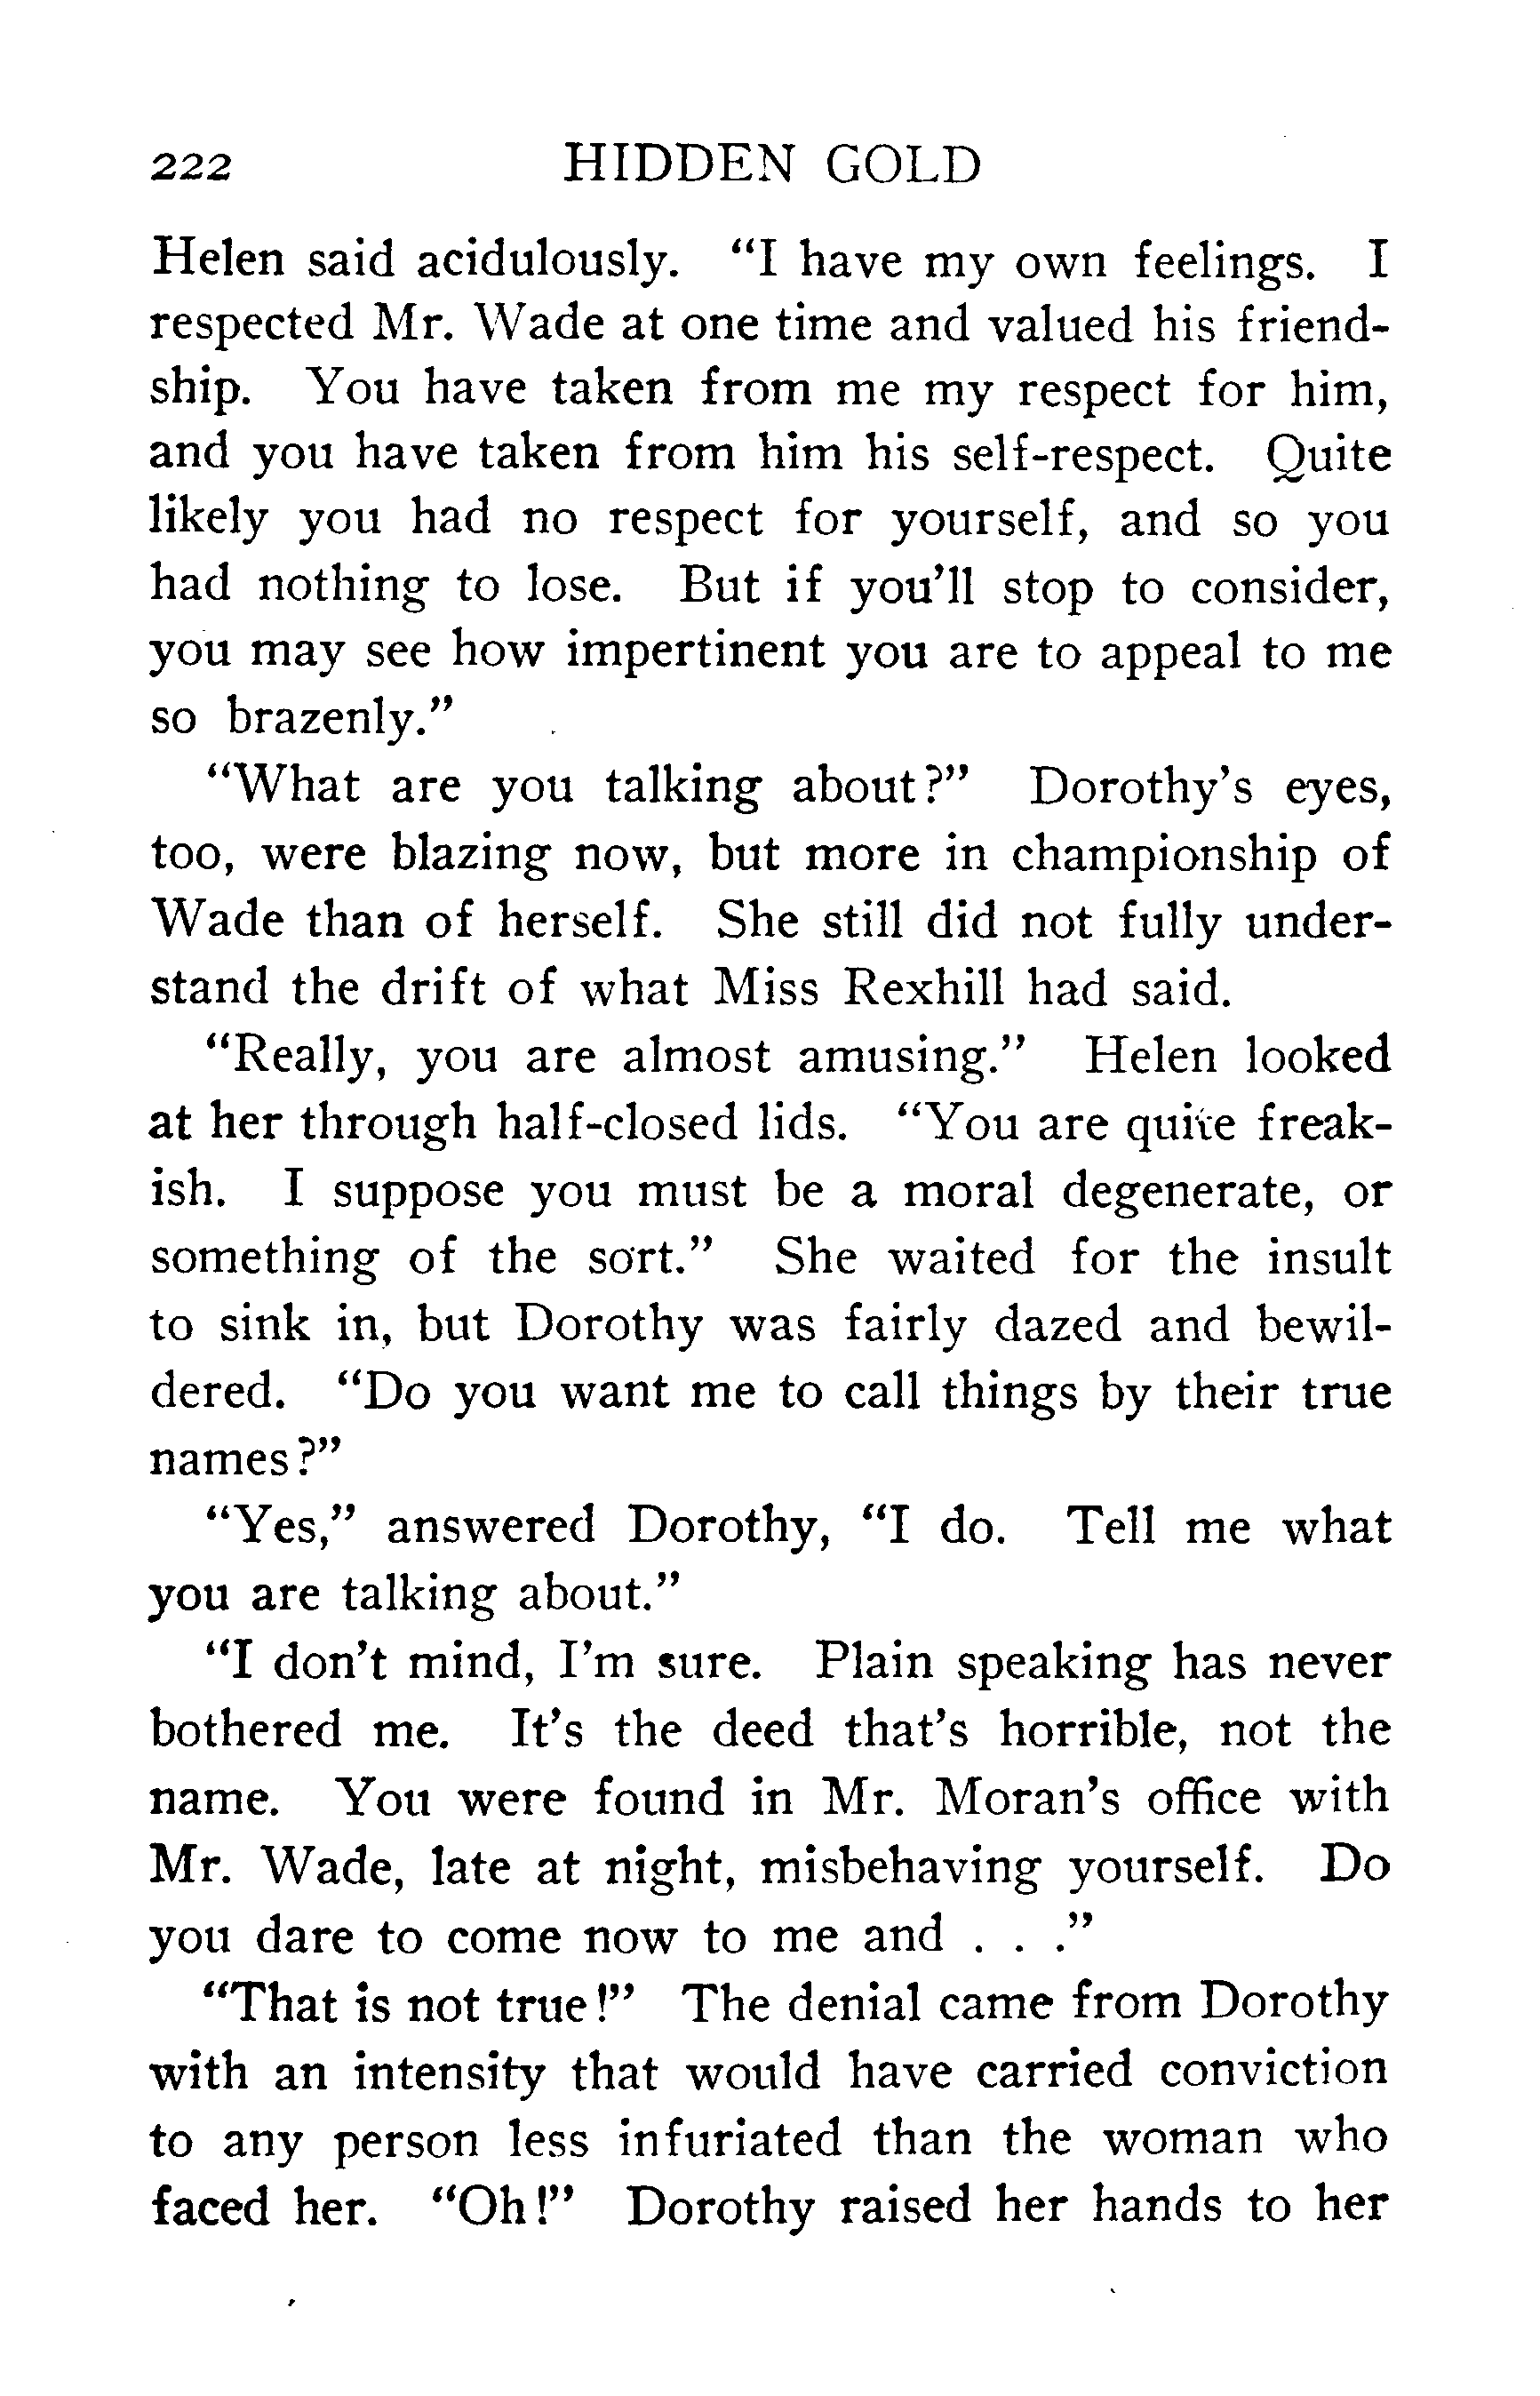 222 HIDDEN GOLD
Helen said acidulously. “I have my own feelings. I
respected Mr. Wade at one time and valued his friend-
ship. You have taken from me my respect for him,
and you have taken from him his self-respect. Quite
likely you had no respect for yourself, and so you
had nothing to lose. But if you’ll stop to consider,
you may see how impertinent you are to appeal to me
so brazenly.”
“What are you talking about?” Dorothy’s eyes,
too, were blazing now, but more in championship of
Wade than of herself. She still did not fully under-
stand the drift of what Miss Rexhill had said.
“Really, you are almost amusing.” Helen looked
at her through half-closed lids. “You are quite freak-
ish. I suppose you must be a moral degenerate, or
something of the sort.” She waited for the insult
to sink in, but Dorothy was fairly dazed and bewil-
dered. “Do you want me to call things by their true
names?”
“Yes,” answered Dorothy, “I do. Tell me what
you are talking about.”
“I don’t mind, I’m sure. Plain speaking has never
bothered me. It’s the deed that’s horrible, not the
name. You were found in Mr. Moran’s office with
Mr. Wade, late at night, misbehaving yourself. Do
you dare to come now to me and . . .”
“That is not true!” The denial came from Dorothy
with an intensity that would have carried conviction
to any person less infuriated than the woman who
faced her. “Oh!” Dorothy raised her hands to her